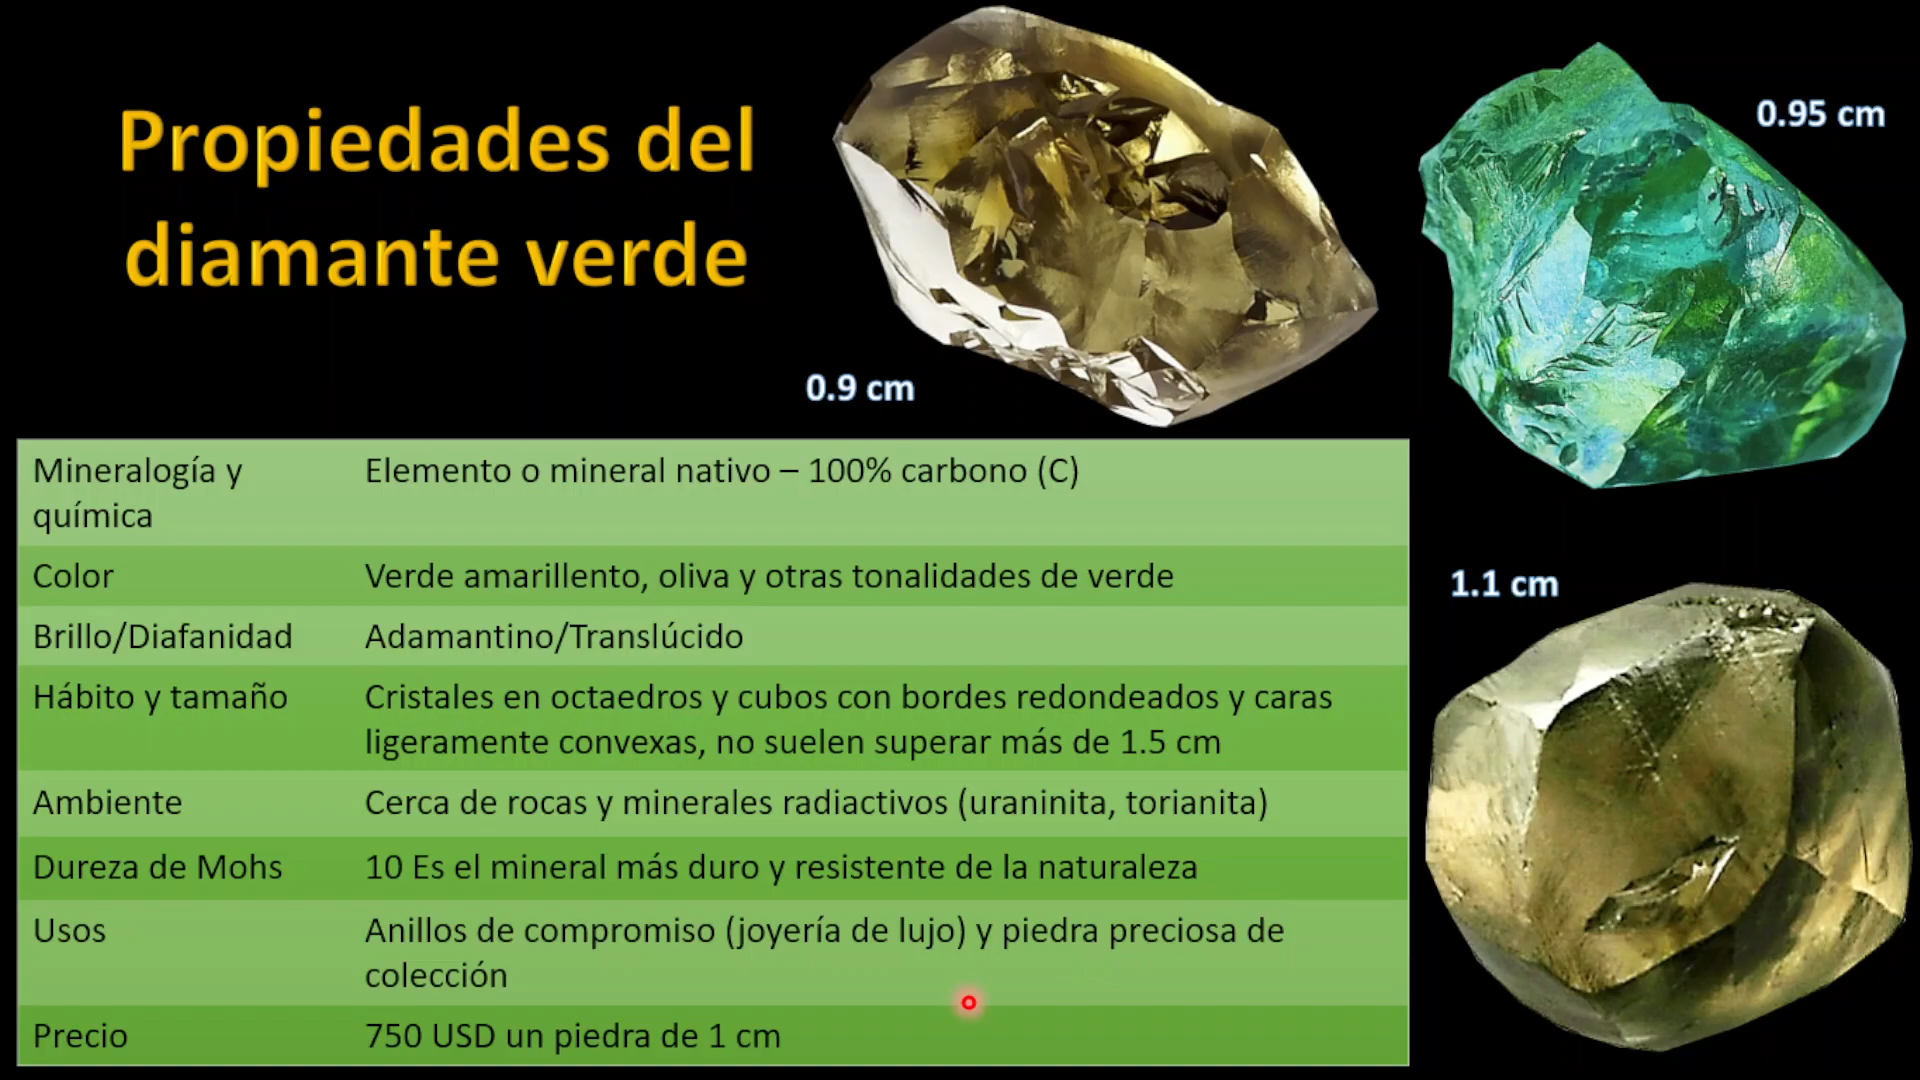 Propiedades del
diamante verde
0.9 cm
0.95 cm
1.1 cm
Mineralogía y
química
Elemento o mineral nativo – 100% carbono (C)
Color
Verde amarillento, oliva y otras tonalidades de verde
Brillo/Diafanidad
Adamantino/Translúcido
Hábito y tamaño
Cristales en octaedros y cubos con bordes redondeados y caras
ligeramente convexas, no suelen superar más de 1.5 cm
Ambiente
Cerca de rocas y minerales radiactivos (uraninita, torianita)
Dureza de Mohs
10 Es el mineral más duro y resistente de la naturaleza
Usos
Anillos de compromiso (joyería de lujo) y piedra preciosa de
colección
Precio
750 USD un piedra de 1 cm